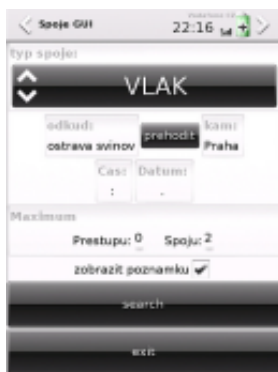 Spoje GUI
22:16
typ spoje:
VLAK
odkud: kam:
ostrava svinov prehodit Praha
Cas: Datum:
: .
Maximum
Prestupu: 0 Spoju: 2
zobrazit poznamku
search
exit